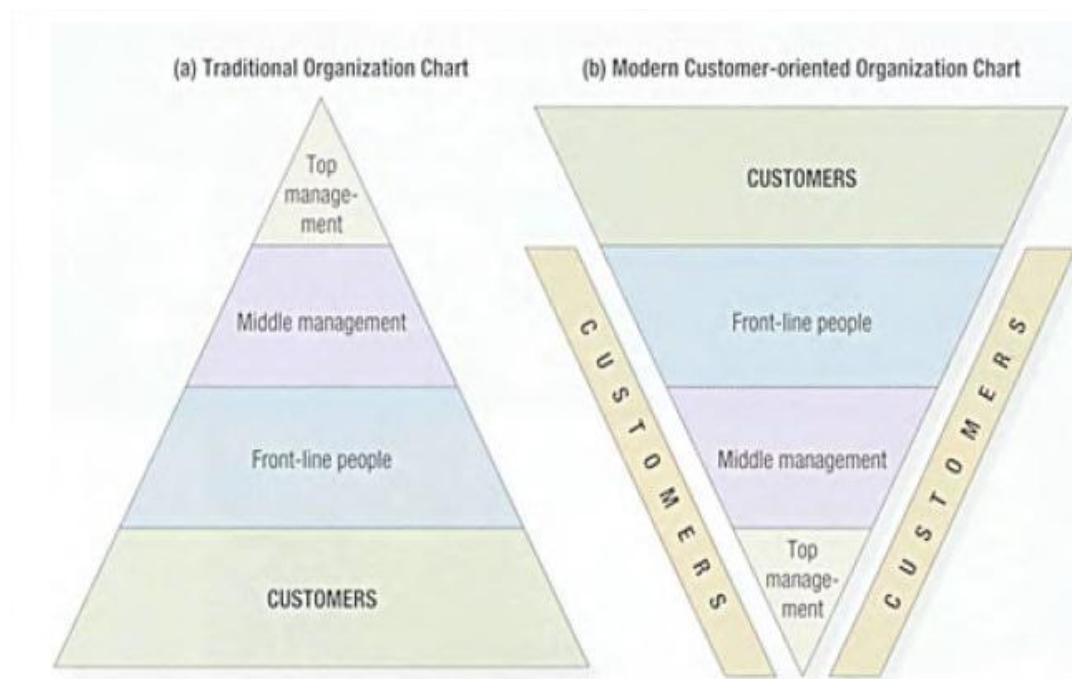 (a) Traditional Organization Chart
Top
manage-
ment
Middle management
Front-line people
CUSTOMERS
(b) Modern Customer-oriented Organization Chart
CUSTOMERS
Front-line people
Middle management
Top
manage-
ment
CUSTOMERS
CUSTOMERS